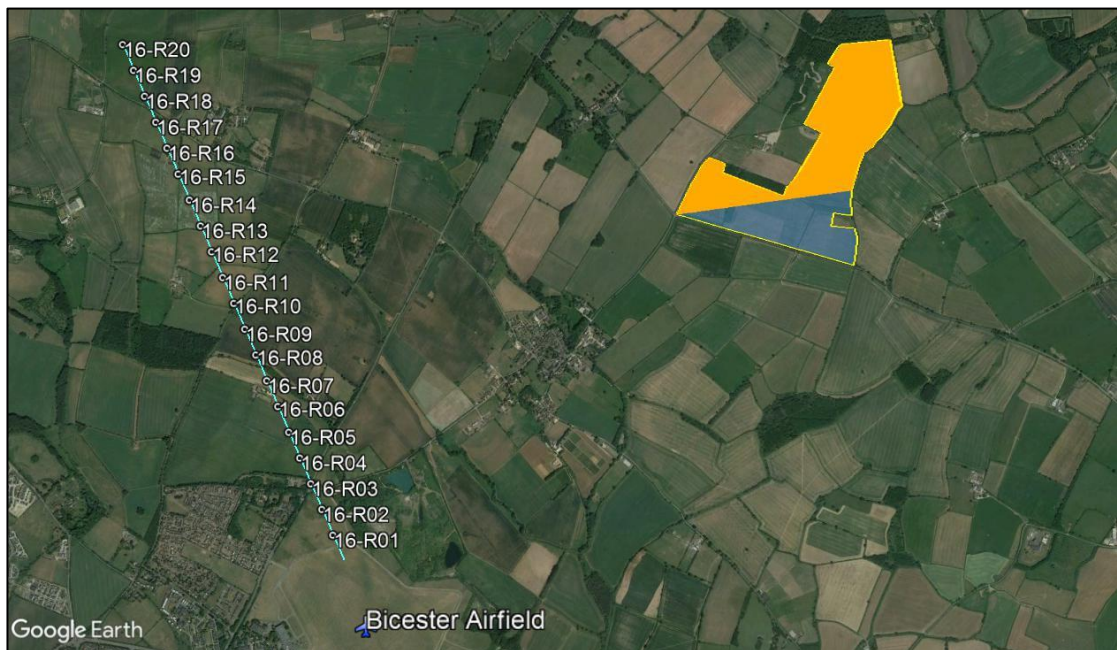 16-R20
16-R19
16-R18
16-R17
16-R16
16-R15
16-R14
16-R13
16-R12
16-R11
16-R10
16-R09
16-R08
16-R07
16-R06
16-R05
16-R04
16-R03
16-R02
16-R01
Bicester Airfield
Google Earth